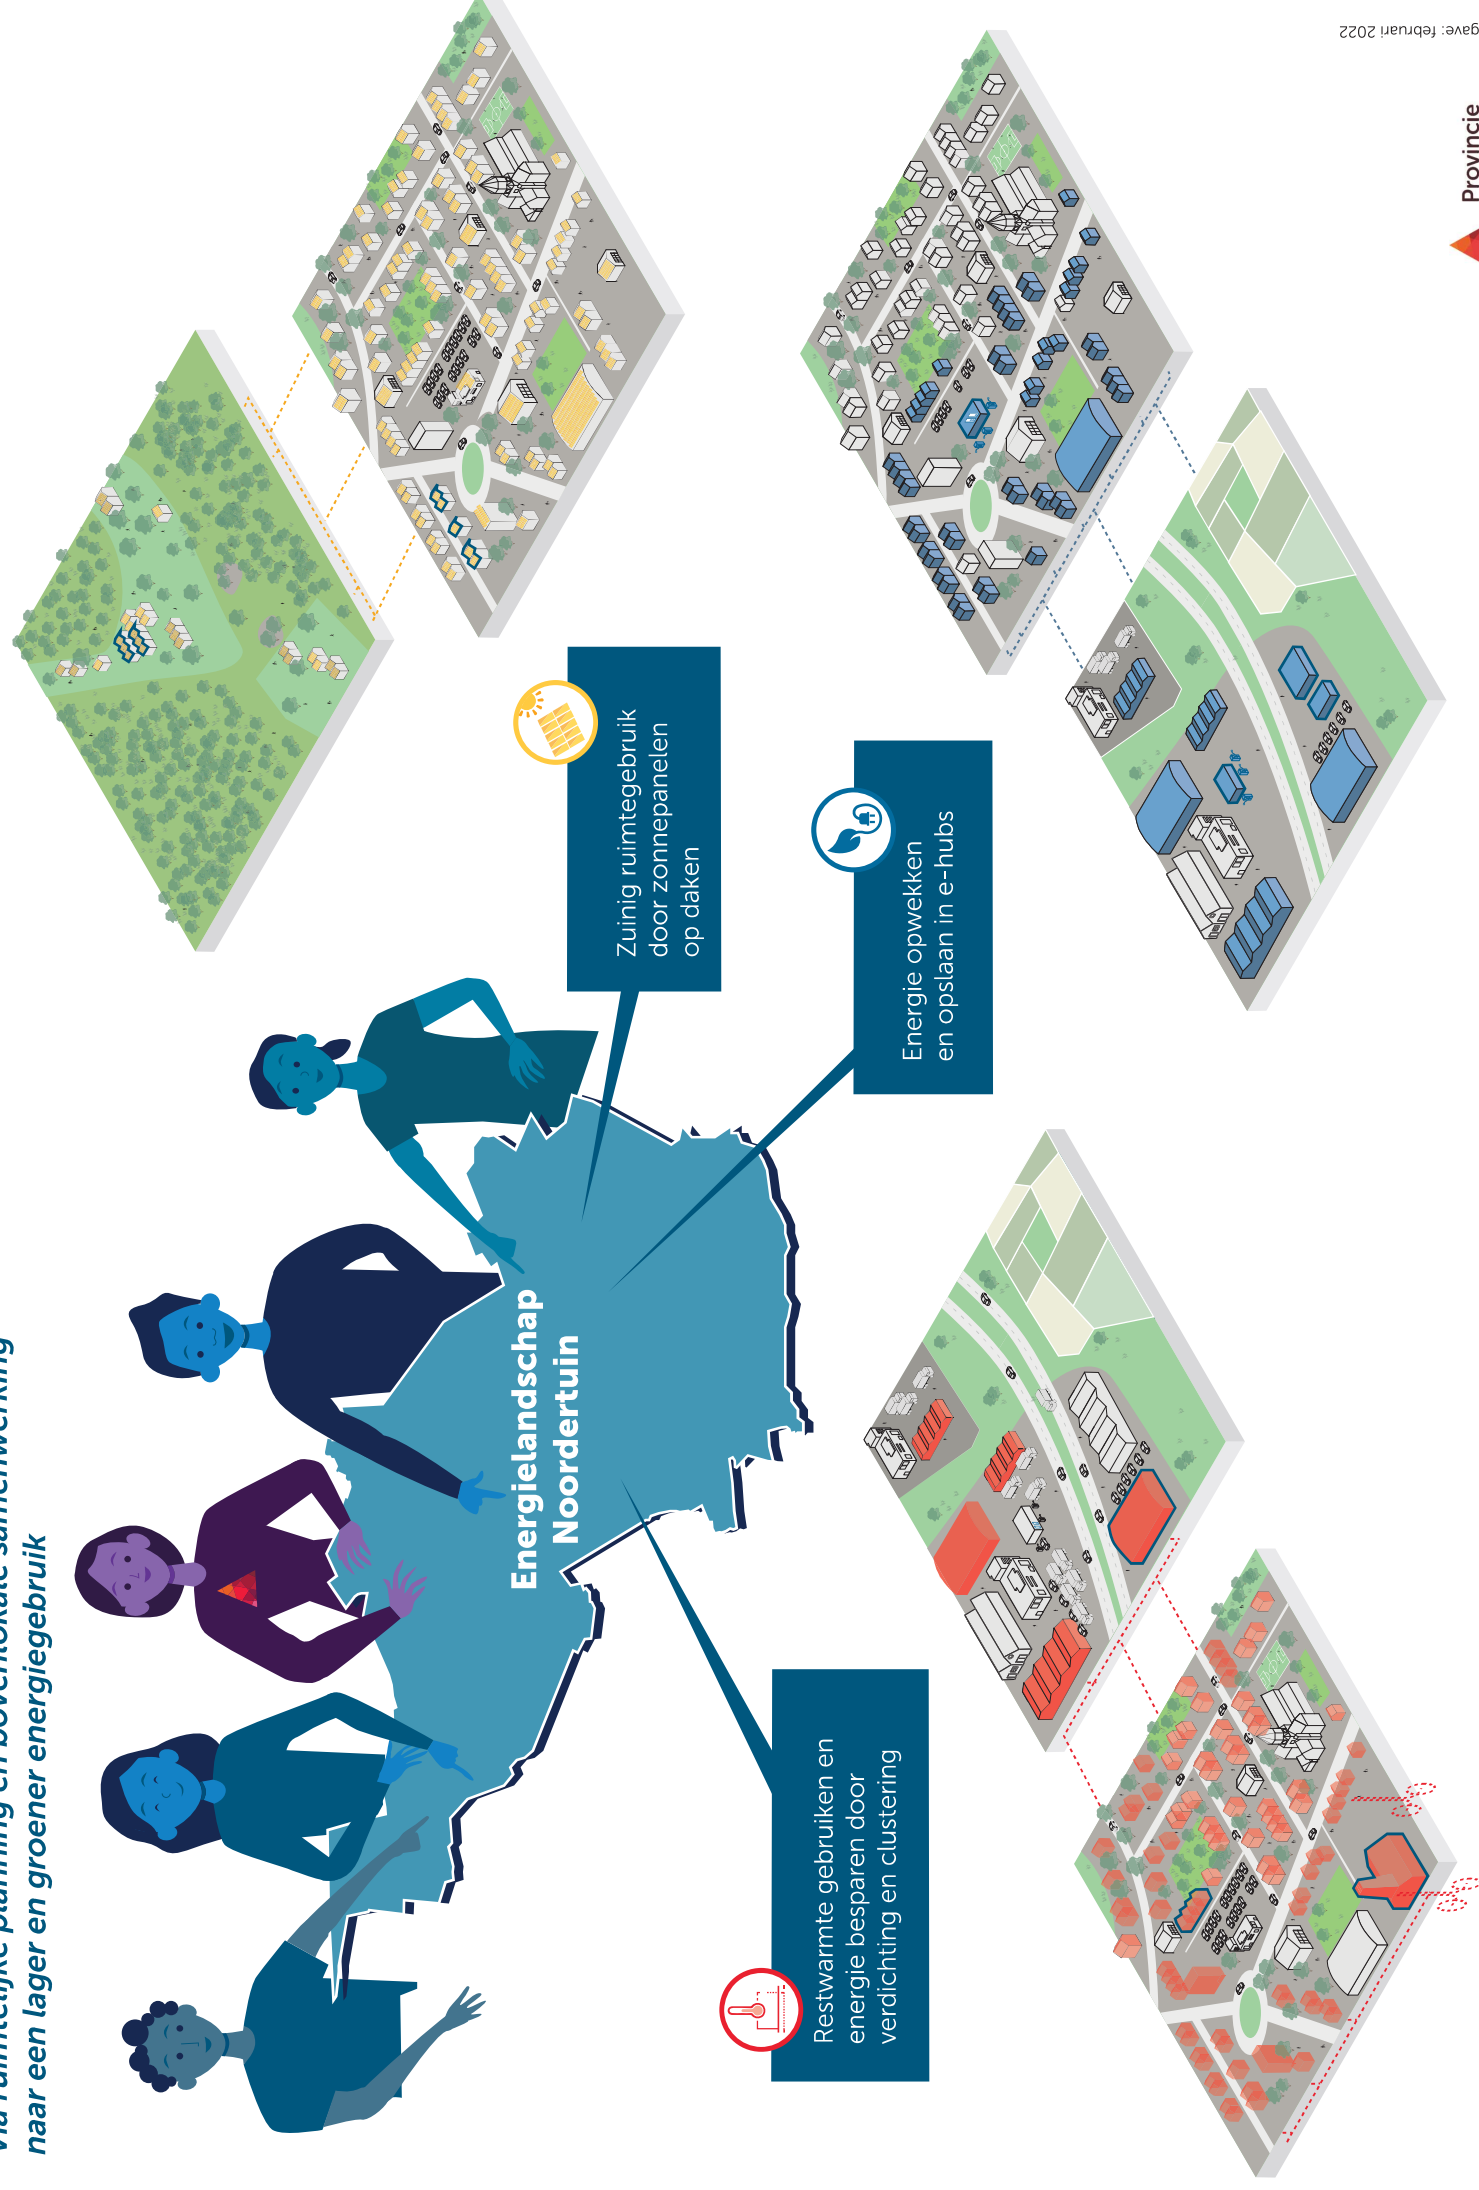 naar een lager en groener energiegebruik
Energielandschap
Noordertuin
Zuinig ruimtegebruik
door zonnepanelen
op daken
Energie opwekken
en opslaan in e-hubs
Restwarmte gebruiken en
energie besparen door
verdichting en clustering
Provincie
februari 2022